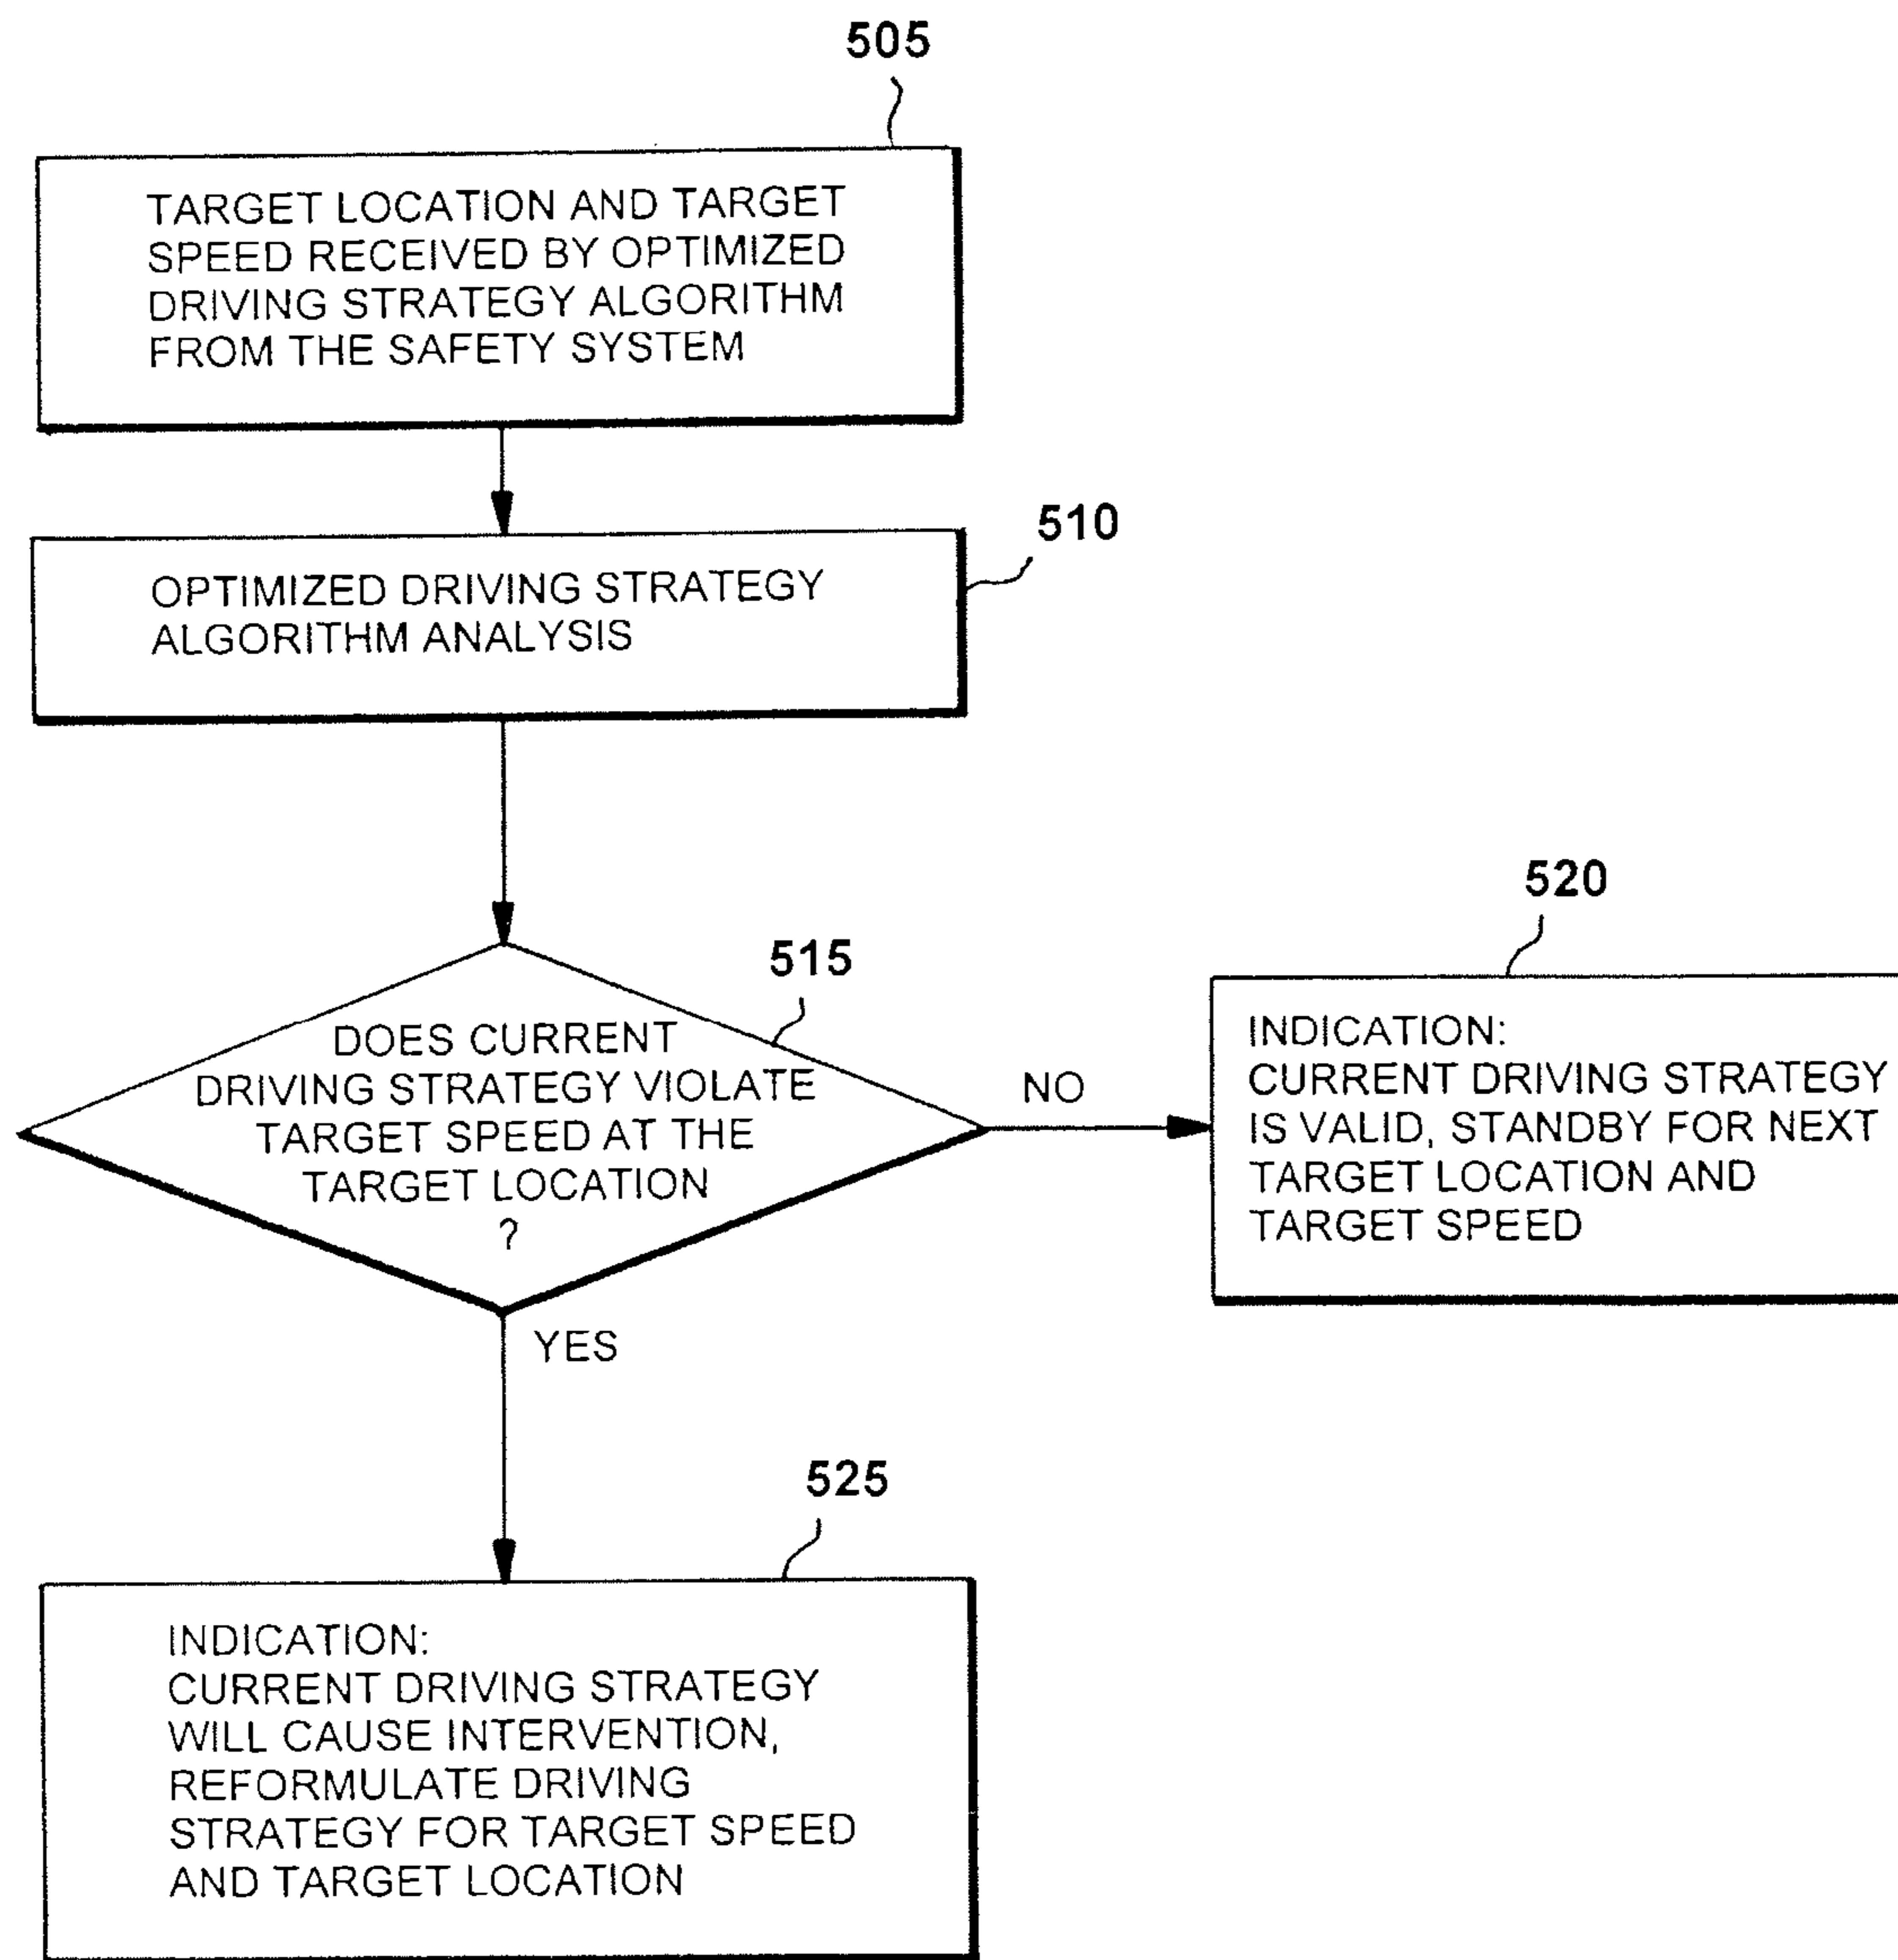 505
TARGET LOCATION AND TARGET
SPEED RECEIVED BY OPTIMIZED
DRIVING STRATEGY ALGORITHM
FROM THE SAFETY SYSTEM
510
OPTIMIZED DRIVING STRATEGY
ALGORITHM ANALYSIS
515
DOES CURRENT
DRIVING STRATEGY VIOLATE
TARGET SPEED AT THE
TARGET LOCATION
?
NO
520
INDICATION:
CURRENT DRIVING STRATEGY
IS VALID, STANDBY FOR NEXT
TARGET LOCATION AND
TARGET SPEED
YES
525
INDICATION:
CURRENT DRIVING STRATEGY
WILL CAUSE INTERVENTION,
REFORMULATE DRIVING
STRATEGY FOR TARGET SPEED
AND TARGET LOCATION